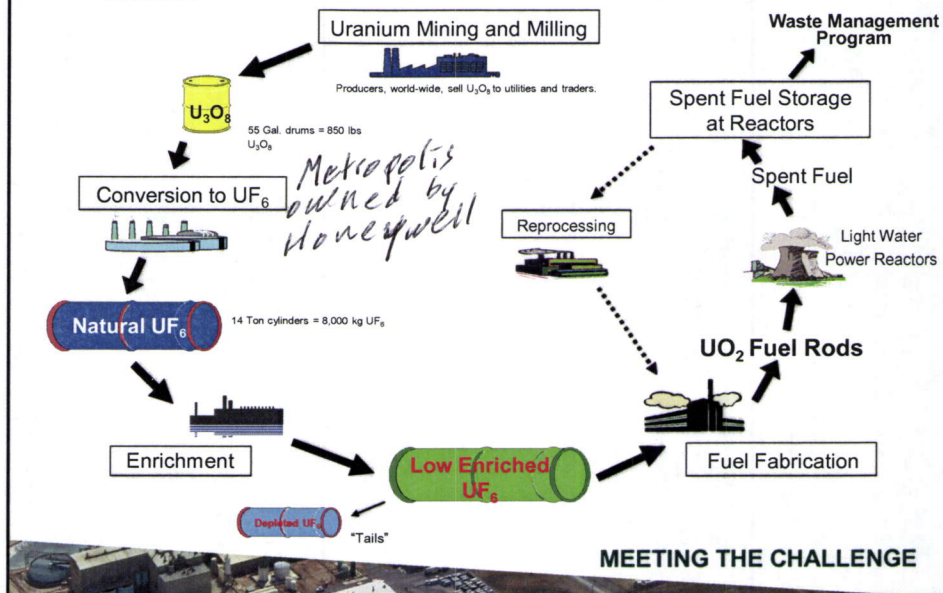 Uranium Mining and Milling
Producers, world-wide, sell U₃O₈ to utilities and traders.
U₃O₈
55 Gal. drums = 850 lbs
U₃O₈
Conversion to UF₆
Metropolis
owned by
Honeywell
Natural UF₆
14 Ton cylinders = 8,000 kg UF₆
Enrichment
Low Enriched
UF₆
Depleted UF₆
"Tails"
Fuel Fabrication
UO₂ Fuel Rods
Light Water
Power Reactors
Spent Fuel
Spent Fuel Storage
at Reactors
Reprocessing
Waste Management
Program
MEETING THE CHALLENGE